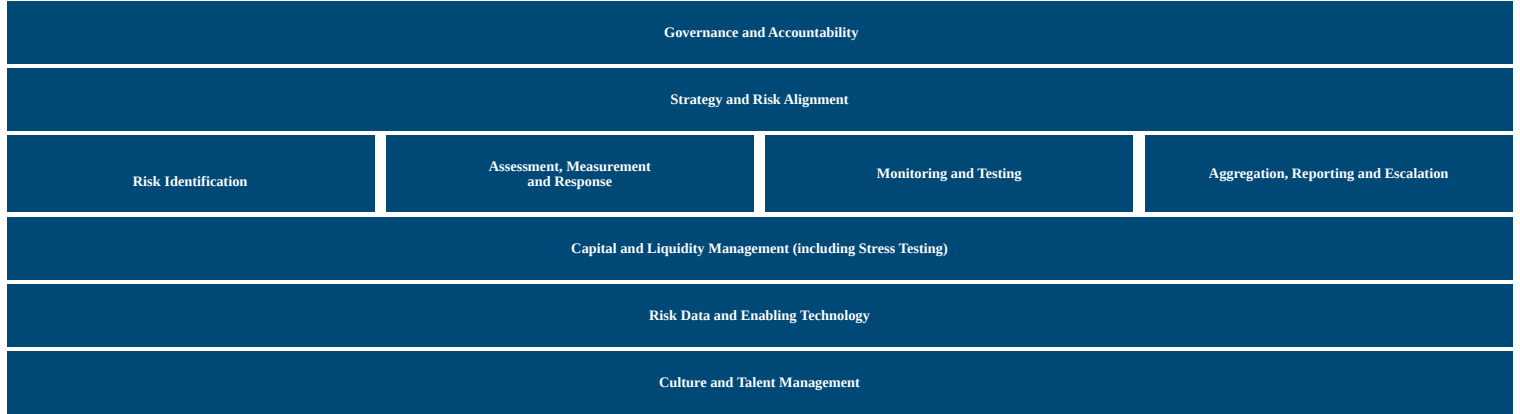 Governance and Accountability
Strategy and Risk Alignment
Risk Identification
Assessment, Measurement
and Response
Monitoring and Testing
Aggregation, Reporting and Escalation
Capital and Liquidity Management (including Stress Testing)
Risk Data and Enabling Technology
Culture and Talent Management